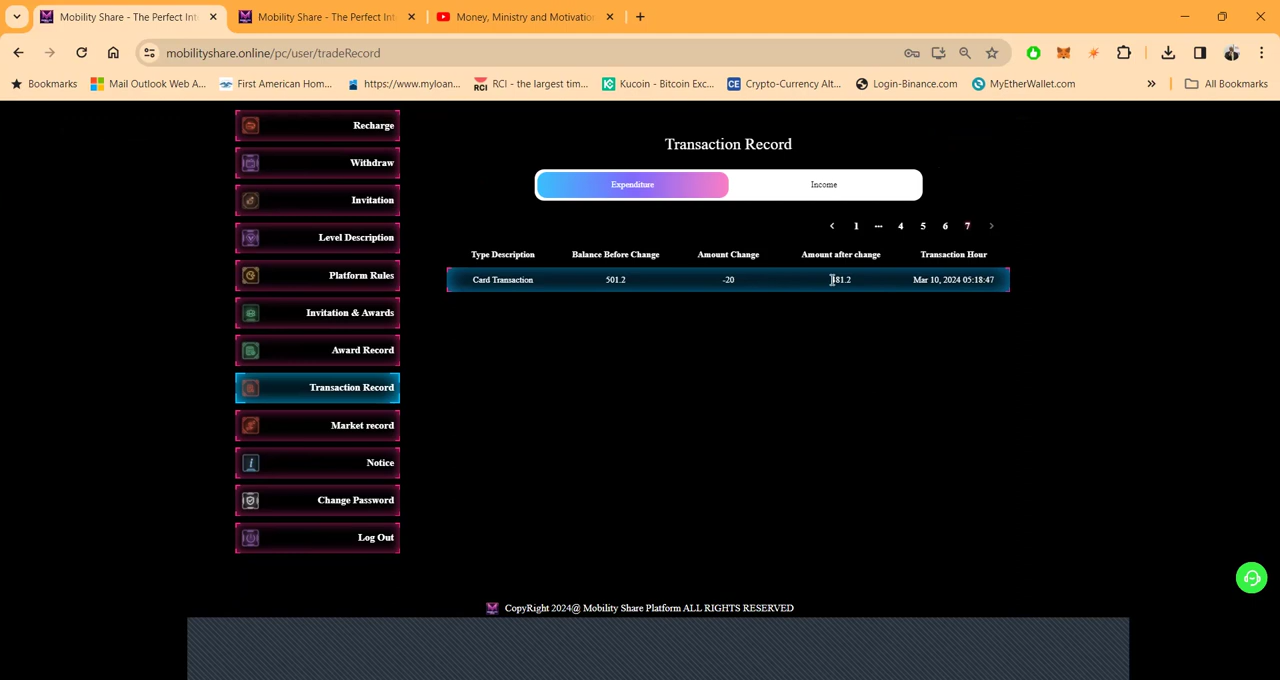 Mobility Share - The Perfect Int
Mobility Share - The Perfect Int
Money, Ministry and Motivation
mobilityshare.online/pc/user/tradeRecord
Bookmarks
Mail Outlook Web A...
First American Hom...
https://www.myloan...
RCI - the largest tim...
Kucoin - Bitcoin Exc...
Crypto-Currency Alt...
Login-Binance.com
MyEtherWallet.com
All Bookmarks
Recharge
Withdraw
Invitation
Level Description
Platform Rules
Invitation & Awards
Award Record
Transaction Record
Market record
Notice
Change Password
Log Out
Transaction Record
Expenditure Income
1 ... 4 5 6 7
Type Description Balance Before Change Amount Change Amount after change Transaction Hour
Card Transaction 501.2 -20 Mar 10, 2024 05:18:47
CopyRight 2024@ Mobility Share Platform ALL RIGHTS RESERVED